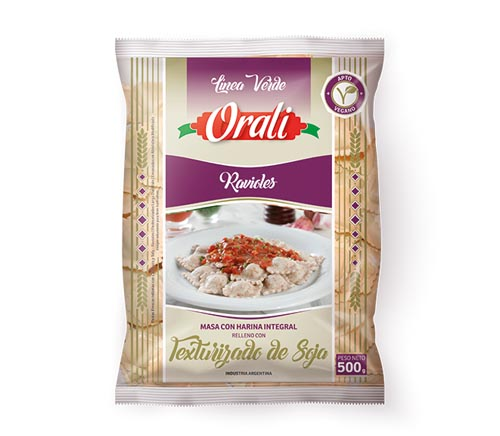 Línea Verde
APTO
VEGANO
Orali
Ravioles
MASA CON HARINA INTEGRAL
RELLENO CON
Texturizado de Soja
PESO NETO
500g
INDUSTRIA ARGENTINA